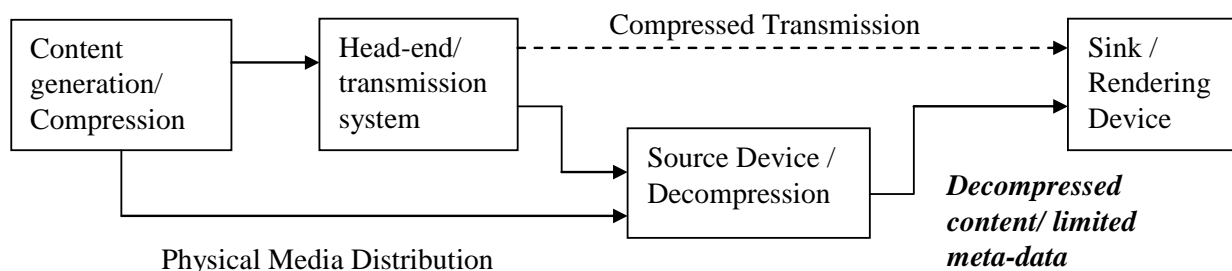 Content
generation/
Compression
Head-end/
transmission
system
Compressed Transmission
Sink /
Rendering
Device
Source Device /
Decompression
Decompressed
content/ limited
meta-data
Physical Media Distribution